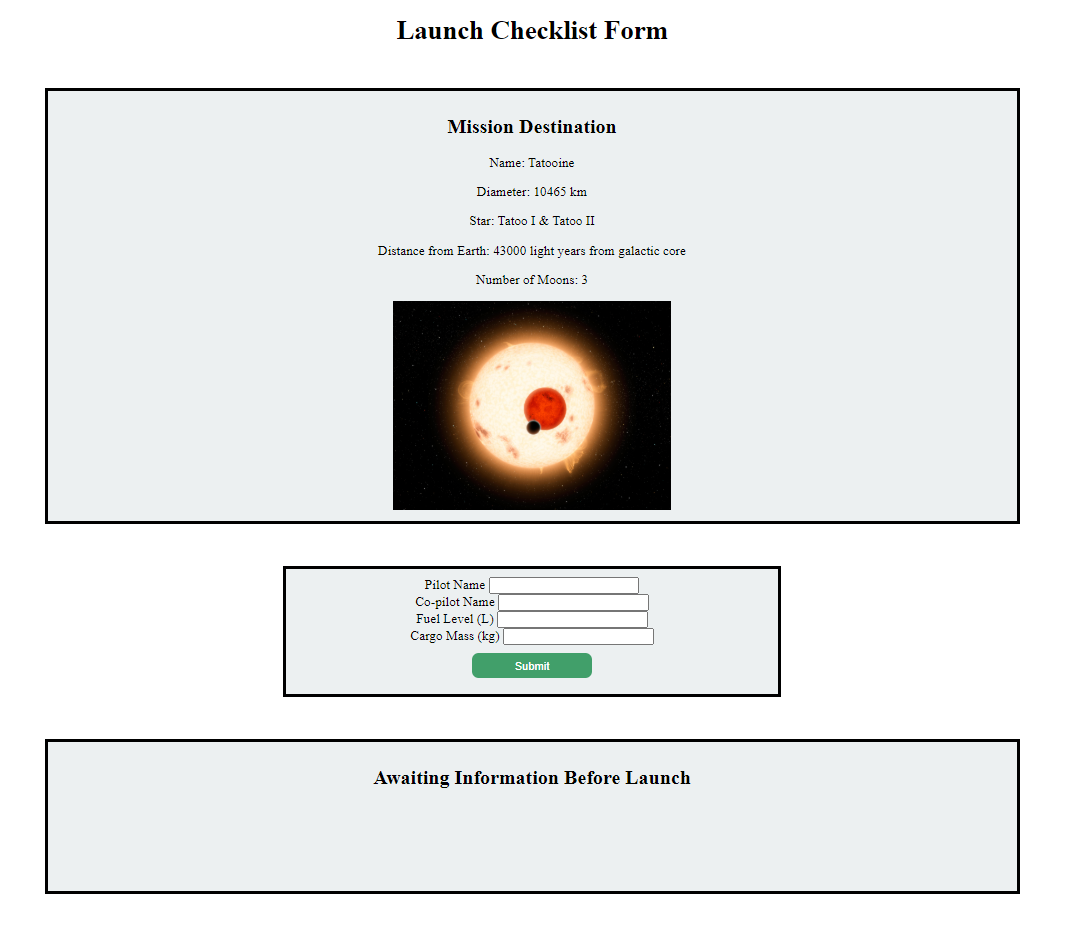 Launch Checklist Form
Mission Destination
Name: Tatooine
Diameter: 10465 km
Star: Tatoo I & Tatoo II
Distance from Earth: 43000 light years from galactic core
Number of Moons: 3
Pilot Name
Co-pilot Name
Fuel Level (L)
Cargo Mass (kg)
Submit
Awaiting Information Before Launch